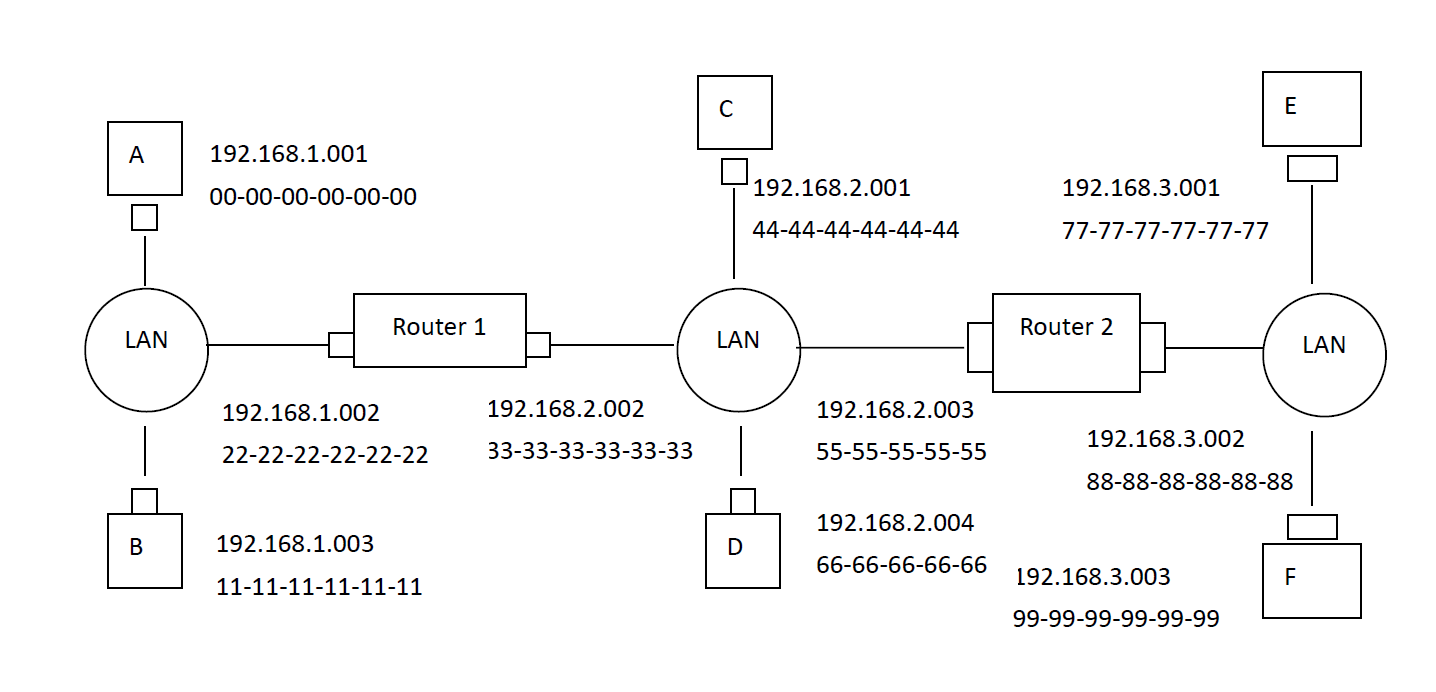 A
192.168.1.001
00-00-00-00-00-00
C
192.168.2.001
44-44-44-44-44-44
E
192.168.3.001
77-77-77-77-77-77
LAN
Router 1
LAN
Router 2
LAN
192.168.1.002
22-22-22-22-22-22
192.168.2.002
33-33-33-33-33-33
192.168.2.003
55-55-55-55-55
192.168.3.002
88-88-88-88-88-88
B
192.168.1.003
11-11-11-11-11-11
D
192.168.2.004
66-66-66-66-66
192.168.3.003
99-99-99-99-99-99
F